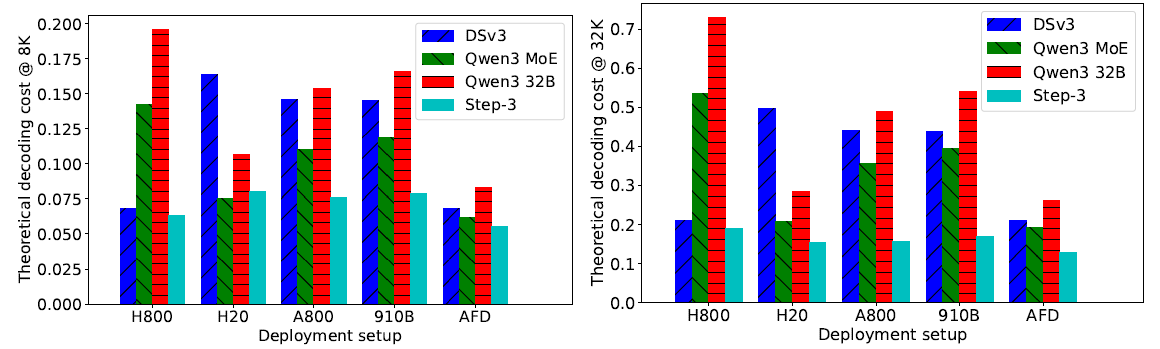 Theoretical decoding cost @ 8K
0.200
0.175
0.150
0.125
0.100
0.075
0.050
0.025
0.000
DSv3
Qwen3 MoE
Qwen3 32B
Step-3
H800 H20 A800 910B AFD
Deployment setup
Theoretical decoding cost @ 32K
0.7
0.6
0.5
0.4
0.3
0.2
0.1
0.0
DSv3
Qwen3 MoE
Qwen3 32B
Step-3
H800 H20 A800 910B AFD
Deployment setup